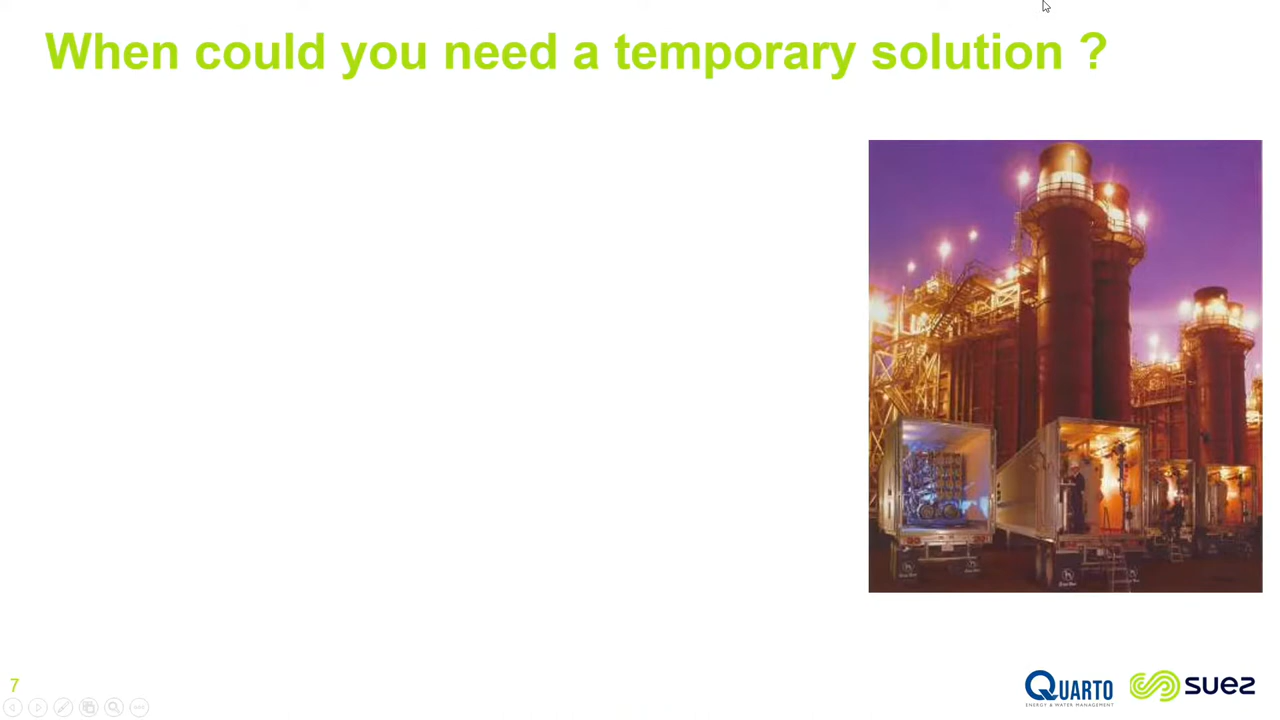 When could you need a temporary solution ?
7
QUARTO
ENERGY & WATER MANAGEMENT
suez